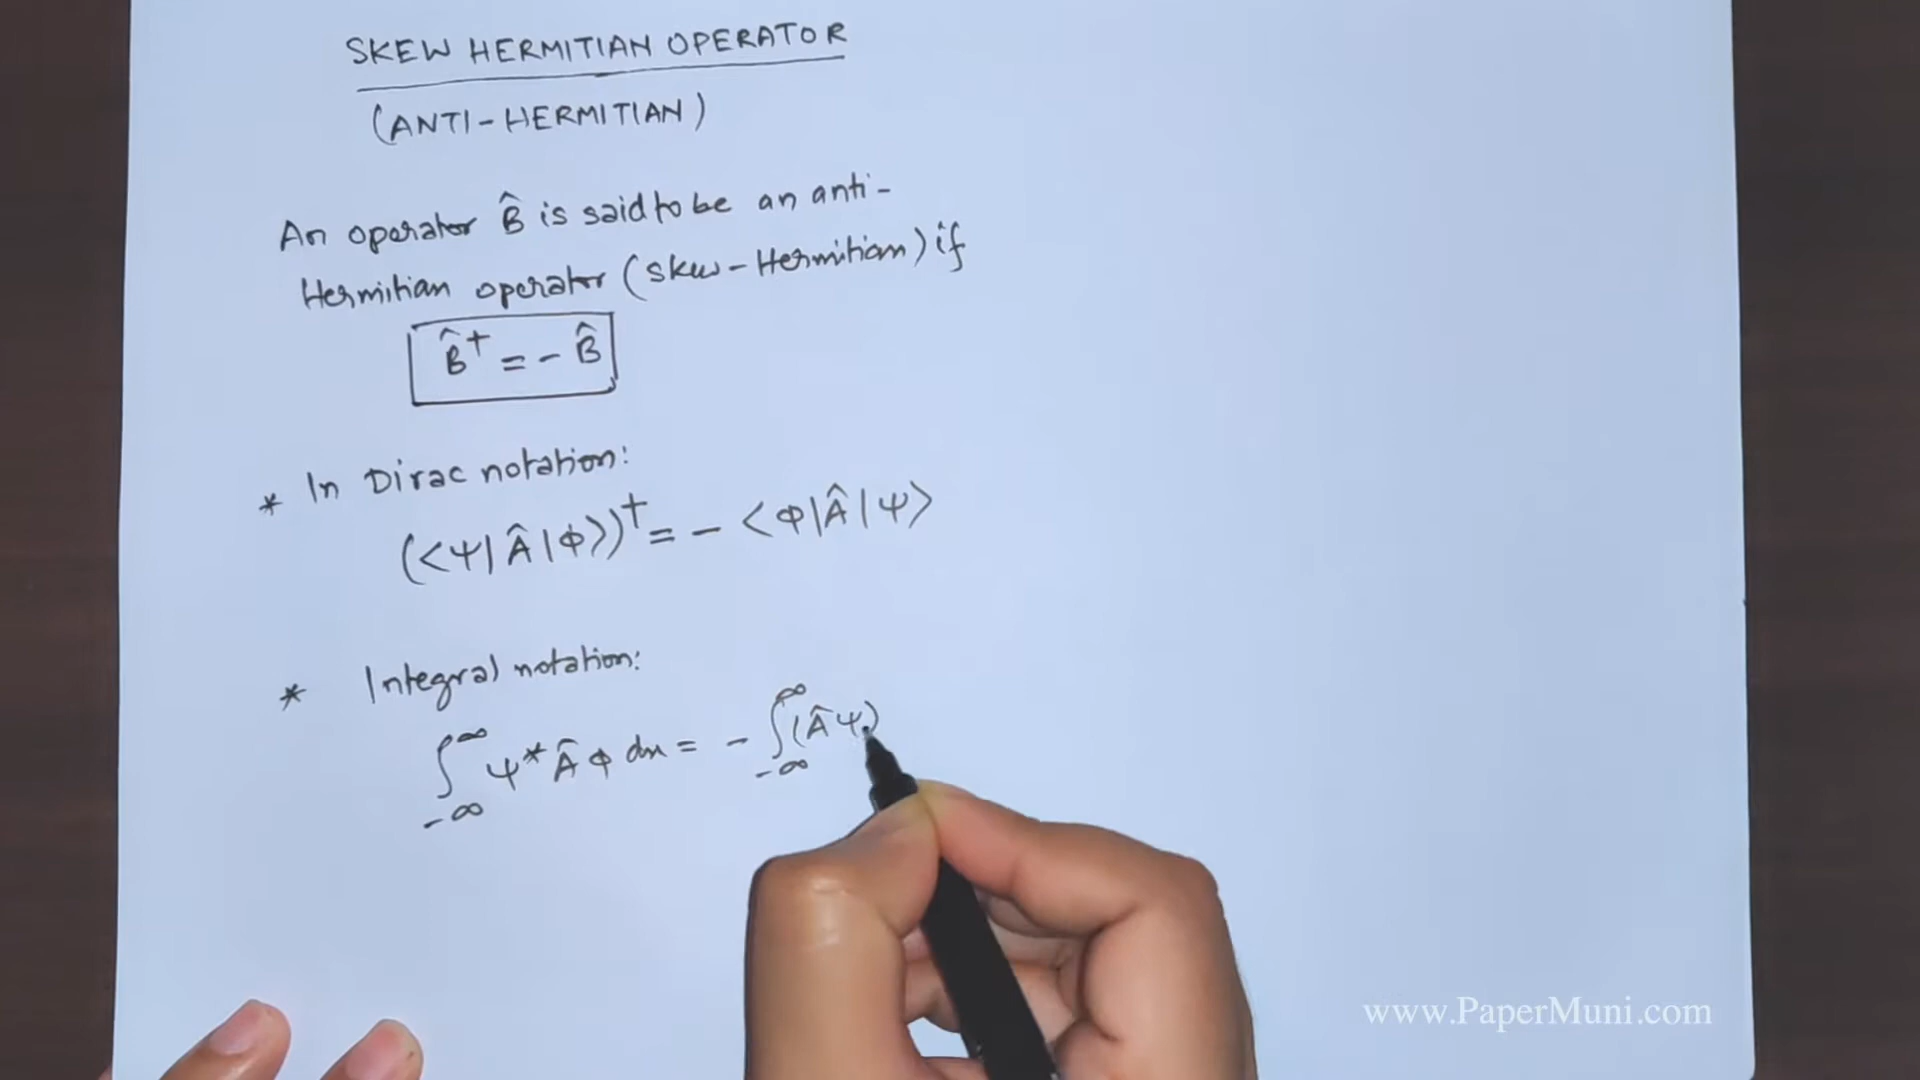 SKEW HERMITIAN OPERATOR
(ANTI-HERMITIAN)
An operator B̂ is said to be an anti-
Hermitian operator (skew-Hermitian) if
B̂† = - B̂
* In Dirac notation:
(<Ψ|Â|Φ>)† = - <Φ|Â|Ψ>
* Integral notation:
∫_{-∞}^{∞} Ψ* Â Φ dx = - ∫_{-∞}^{∞} (ÂΨ)
www.PaperMuni.com